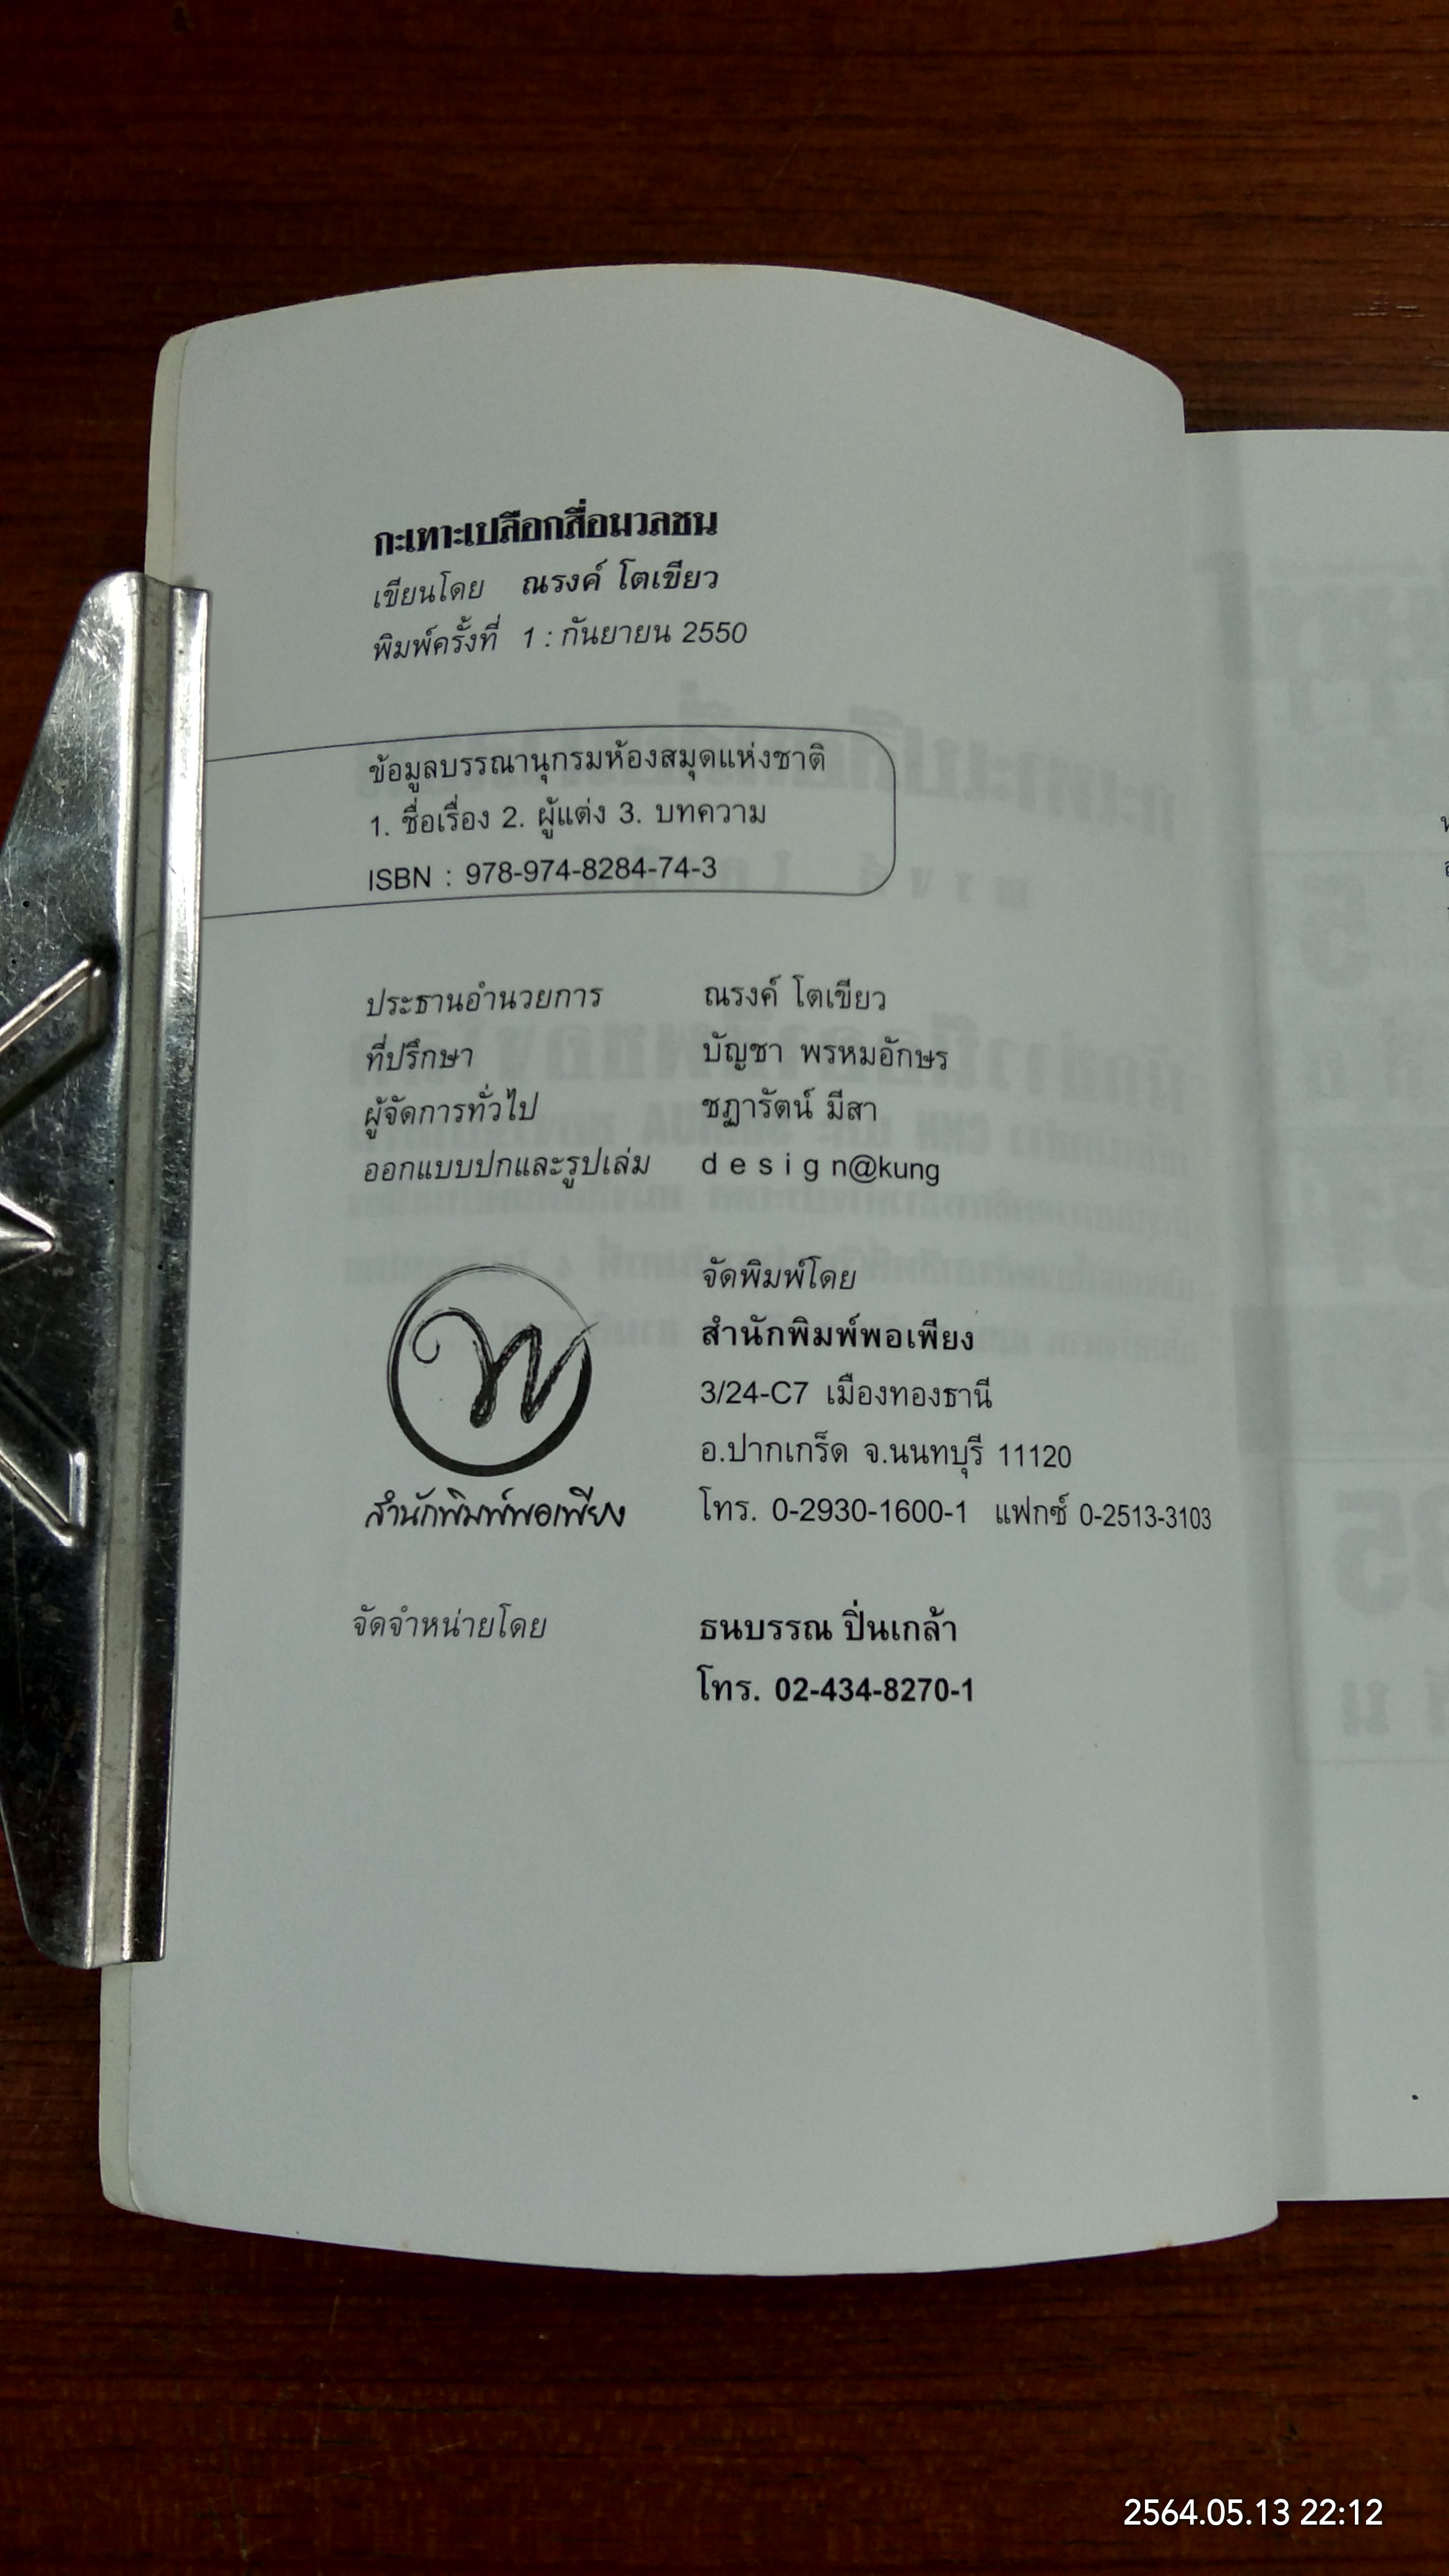 กะเทาะเปลือกสื่อมวลชน
เขียนโดย ณรงค์ โตเขียว
พิมพ์ครั้งที่ 1 : กันยายน 2550
ข้อมูลบรรณานุกรมห้องสมุดแห่งชาติ
1. ชื่อเรื่อง 2. ผู้แต่ง 3. บทความ
ISBN : 978-974-8284-74-3
ประธานอำนวยการ ณรงค์ โตเขียว
ที่ปรึกษา บัญชา พรหมอักษร
ผู้จัดการทั่วไป ชฎารัตน์ มีสา
ออกแบบปกและรูปเล่ม d e s i g n@kung
จัดพิมพ์โดย
สำนักพิมพ์พอเพียง
3/24-C7 เมืองทองธานี
อ.ปากเกร็ด จ.นนทบุรี 11120
โทร. 0-2930-1600-1 แฟกซ์ 0-2513-3103
พ
สำนักพิมพ์พอเพียง
จัดจำหน่ายโดย ธนบรรณ ปิ่นเกล้า
โทร. 02-434-8270-1
2564.05.13 22:12